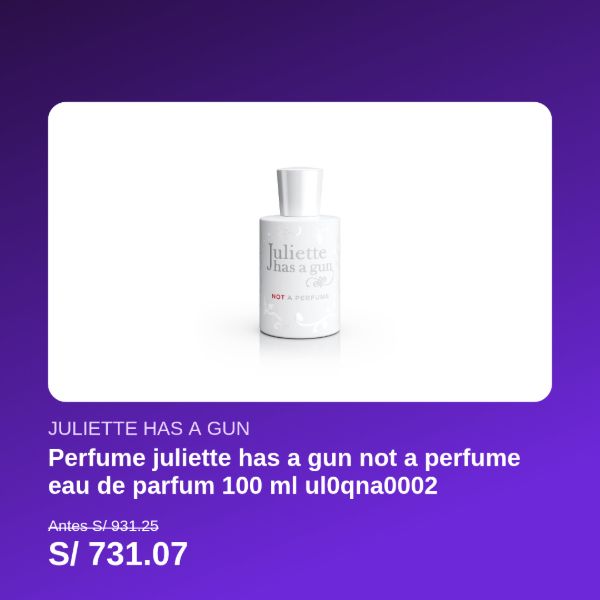 Juliette
has a gun
NOT A PERFUME
JULIETTE HAS A GUN
Perfume juliette has a gun not a perfume
eau de parfum 100 ml ul0qna0002
Antes S/ 931.25
S/ 731.07